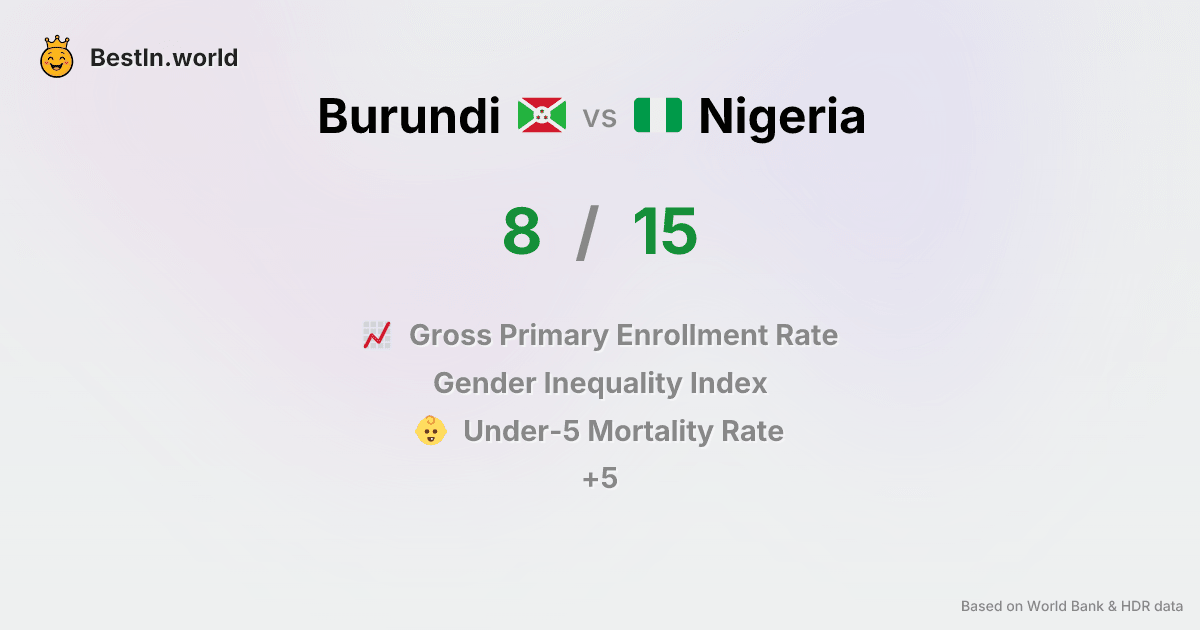 BestIn.world
Burundi vs Nigeria
8 / 15
Gross Primary Enrollment Rate
Gender Inequality Index
Under-5 Mortality Rate
+5
Based on World Bank & HDR data